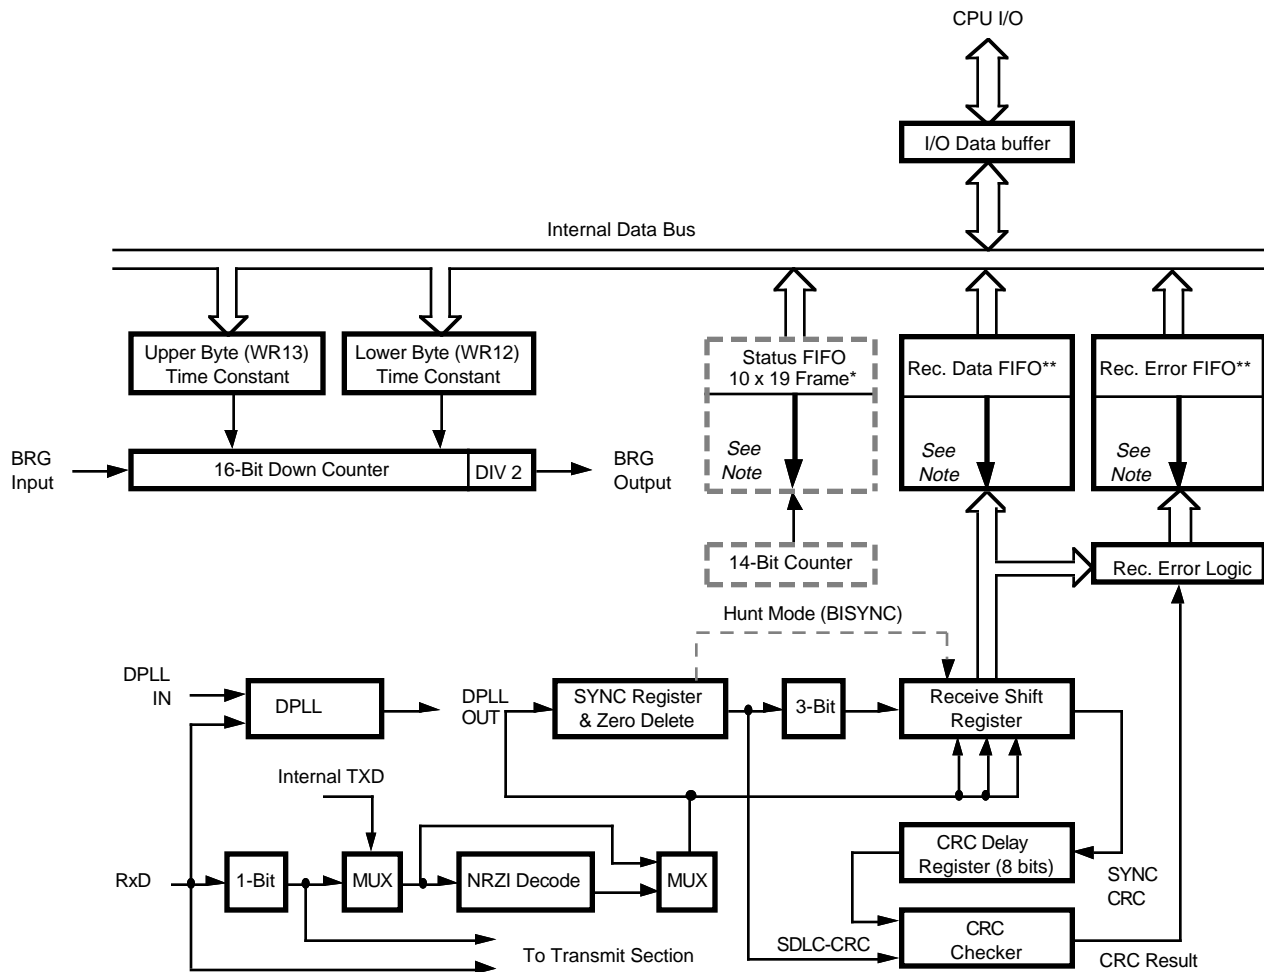 CPU I/O
I/O Data buffer
Internal Data Bus
Upper Byte (WR13)
Time Constant
Lower Byte (WR12)
Time Constant
Status FIFO
10 x 19 Frame*
See
Note
Rec. Data FIFO**
See
Note
Rec. Error FIFO**
See
Note
BRG
Input
16-Bit Down Counter
DIV 2
BRG
Output
14-Bit Counter
Rec. Error Logic
Hunt Mode (BISYNC)
DPLL
IN
DPLL
DPLL
OUT
SYNC Register
& Zero Delete
3-Bit
Receive Shift
Register
Internal TXD
RxD
1-Bit
MUX
NRZI Decode
MUX
CRC Delay
Register (8 bits)
SYNC
CRC
To Transmit Section
SDLC-CRC
CRC
Checker
CRC Result